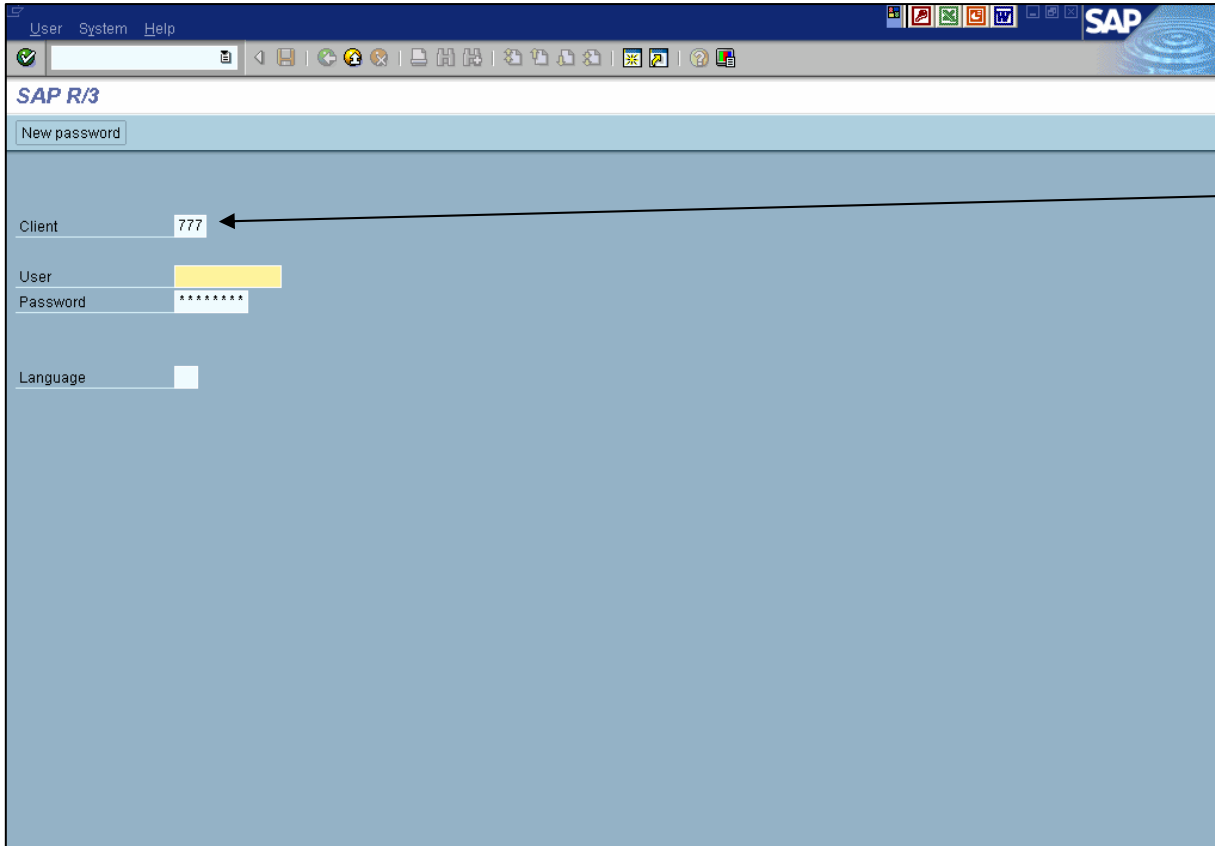 User System Help
SAP
SAP R/3
New password
Client 777
User
Password ********
Language